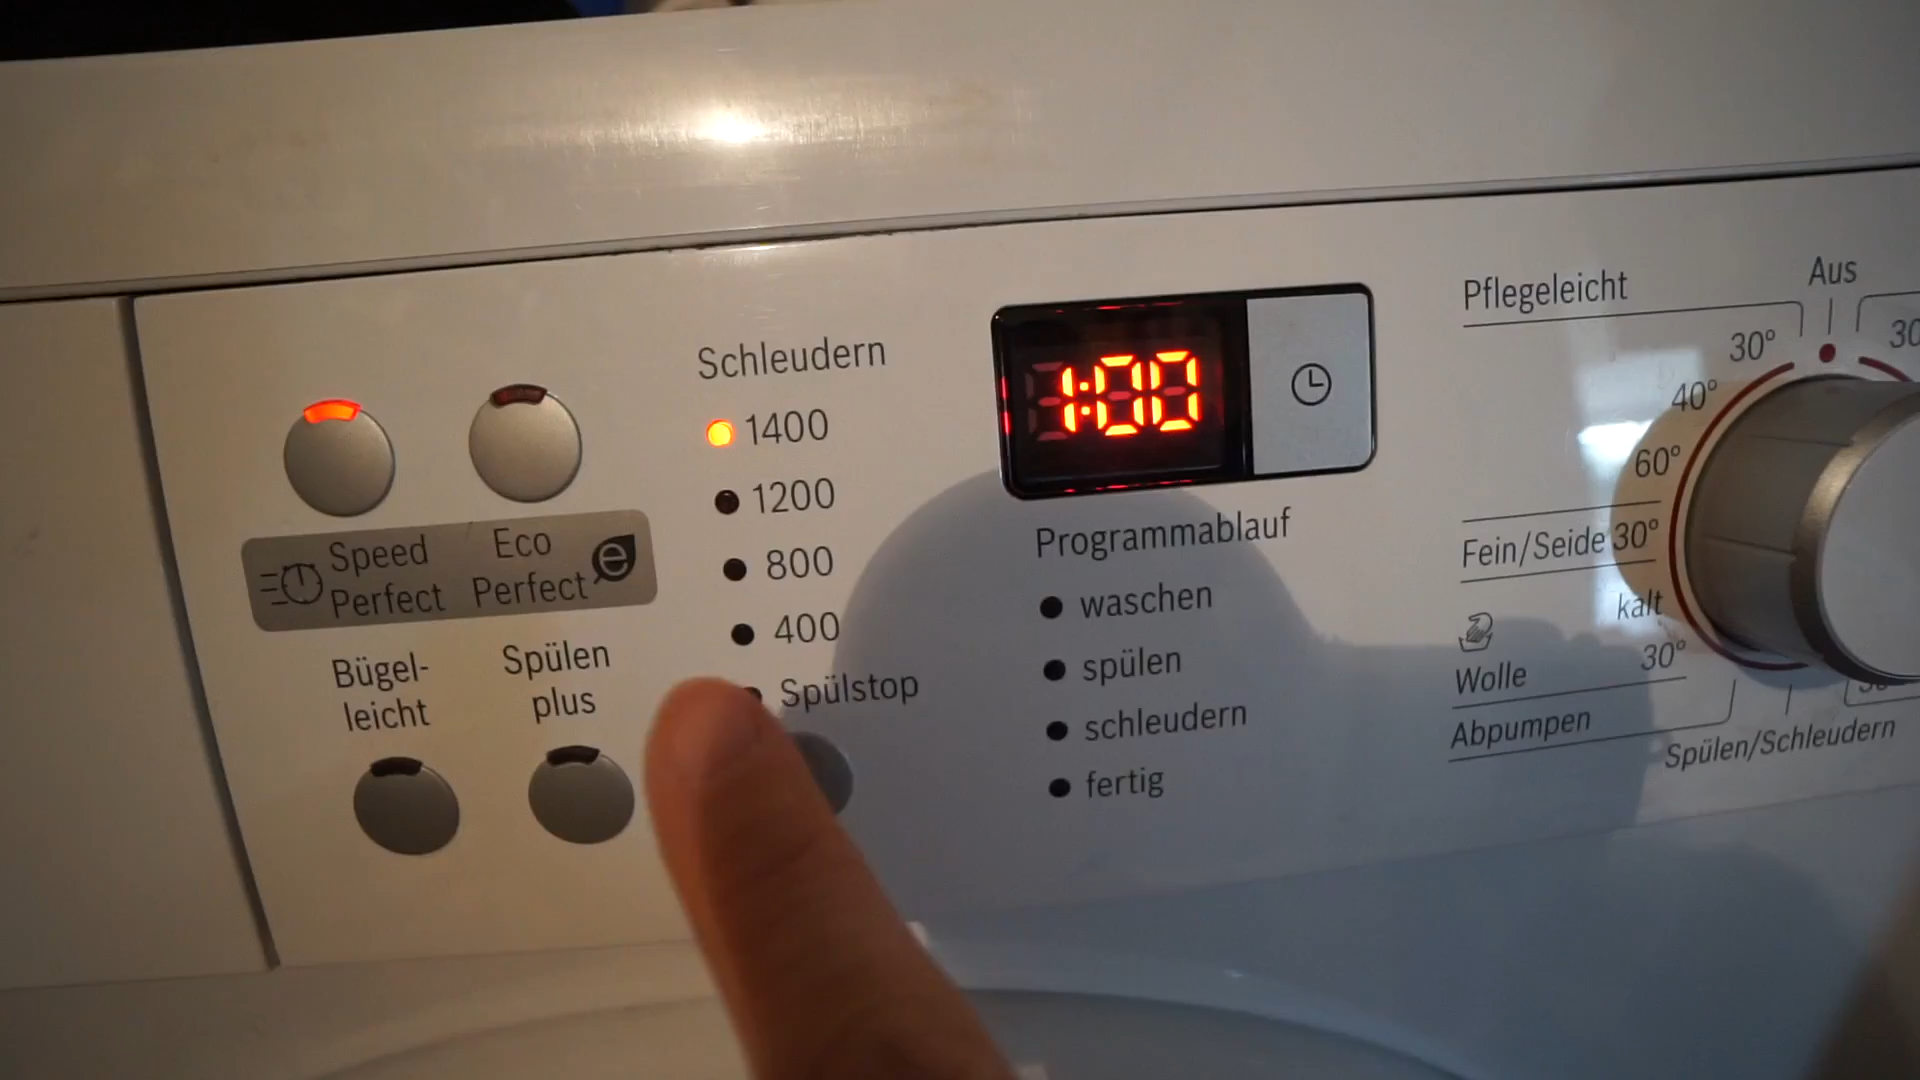 Speed
Perfect
Eco
Perfect
e
Bügel-
leicht
Spülen
plus
Schleudern
1400
1200
800
400
Spülstop
1:00
Programmablauf
waschen
spülen
schleudern
fertig
Pflegeleicht
Aus
30°
40°
60°
Fein/Seide 30°
kalt
Wolle 30°
Abpumpen
Spülen/Schleudern
30